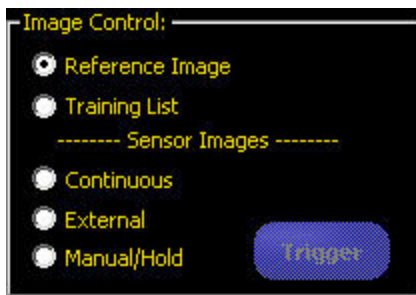 Image Control:
Reference Image
Training List
-------- Sensor Images --------
Continuous
External
Manual/Hold
Trigger